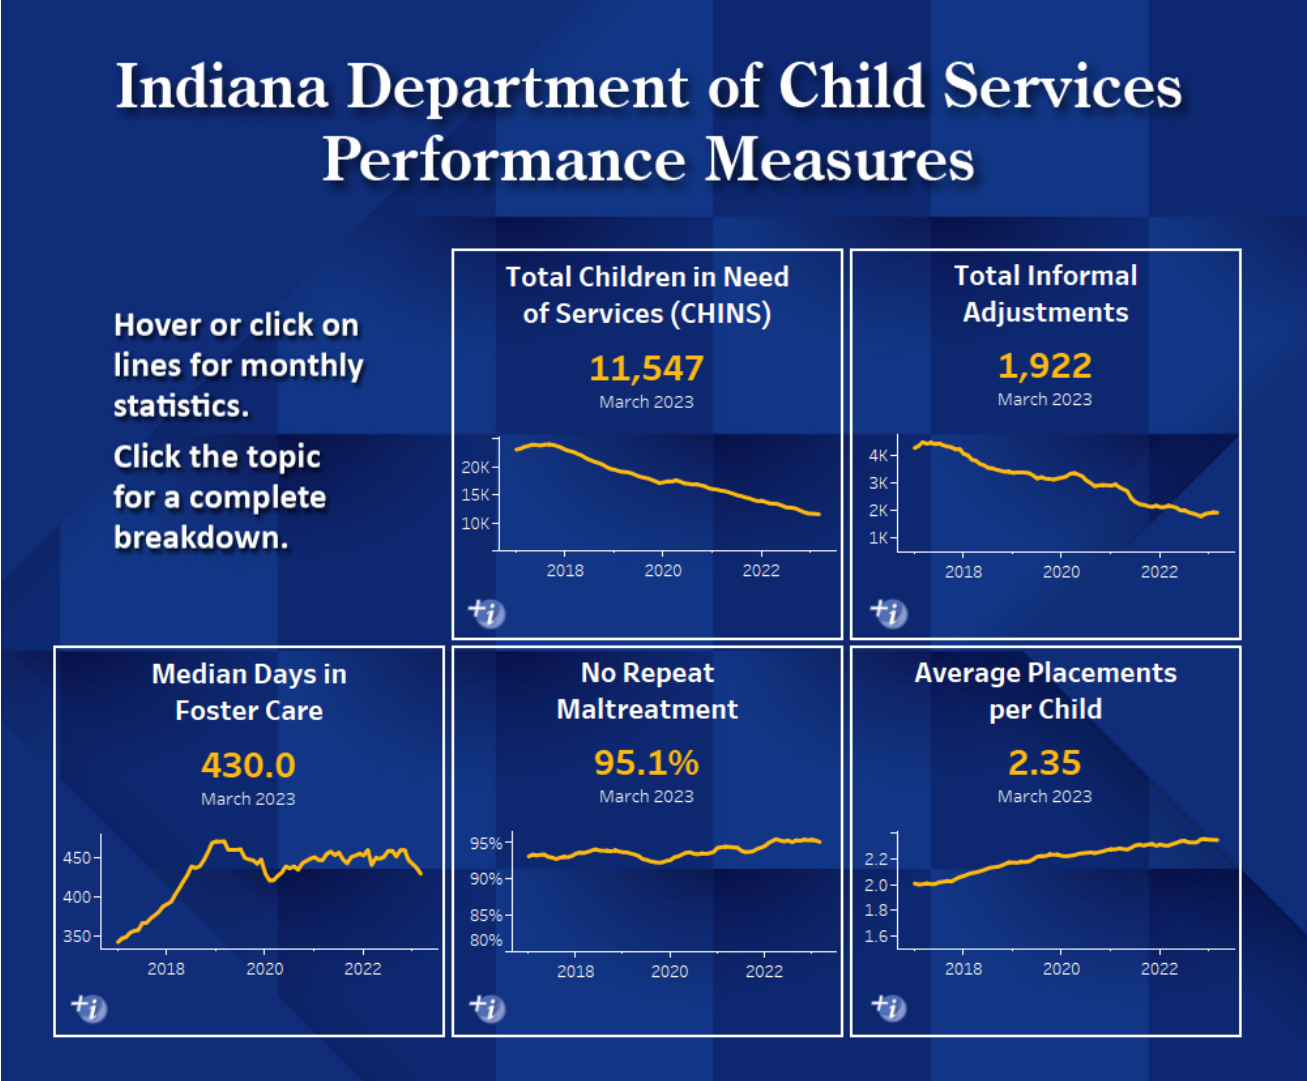 Indiana Department of Child Services
Performance Measures
Hover or click on
lines for monthly
statistics.
Click the topic
for a complete
breakdown.
Total Children in Need
of Services (CHINS)
11,547
March 2023
20K
15K
10K
2018 2020 2022
+i
Total Informal
Adjustments
1,922
March 2023
4K
3K
2K
1K
2018 2020 2022
+i
Median Days in
Foster Care
430.0
March 2023
450
400
350
2018 2020 2022
+i
No Repeat
Maltreatment
95.1%
March 2023
95%
90%
85%
80%
2018 2020 2022
+i
Average Placements
per Child
2.35
March 2023
2.2
2.0
1.8
1.6
2018 2020 2022
+i